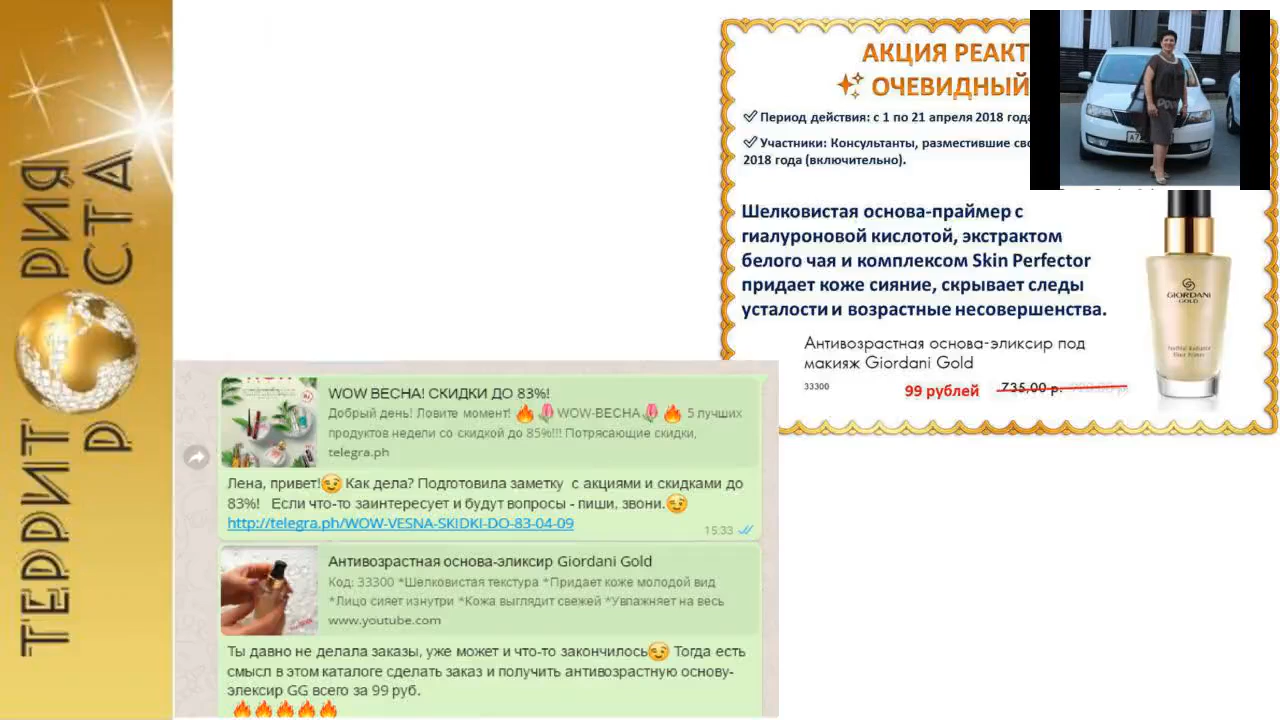 ТЕРРИТ РИЯ
Р СТА
АКЦИЯ РЕАКТ
ОЧЕВИДНЫЙ
Период действия: с 1 по 21 апреля 2018 года
Участники: Консультанты, разместившие
2018 года (включительно).
Шелковистая основа-праймер с
гиалуроновой кислотой, экстрактом
белого чая и комплексом Skin Perfector
придает коже сияние, скрывает следы
усталости и возрастные несовершенства.
GIORDANI
GOLD
Антивозрастная основа-эликсир под
макияж Giordani Gold
33300
99 рублей
735,00 р.
WOW ВЕСНА! СКИДКИ ДО 83%!
Добрый день! Ловите момент! 🔥🌷WOW-ВЕСНА🌷🔥 5 лучших
продуктов недели со скидкой до 85%!!! Потрясающие скидки,
telegra.ph
Лена, привет!😉 Как дела? Подготовила заметку с акциями и скидками до
83%! Если что-то заинтересует и будут вопросы - пиши, звони.😉
http://telegra.ph/WOW-VESNA-SKIDKI-DO-83-04-09
15:33
Антивозрастная основа-эликсир Giordani Gold
Код: 33300 *Шелковистая текстура *Придает коже молодой вид
*Лицо сияет изнутри *Кожа выглядит свежей *Увлажняет на весь
www.youtube.com
Ты давно не делала заказы, уже может и что-то закончилось😉 Тогда есть
смысл в этом каталоге сделать заказ и получить антивозрастную основу-
элексир GG всего за 99 руб.
🔥🔥🔥🔥🔥